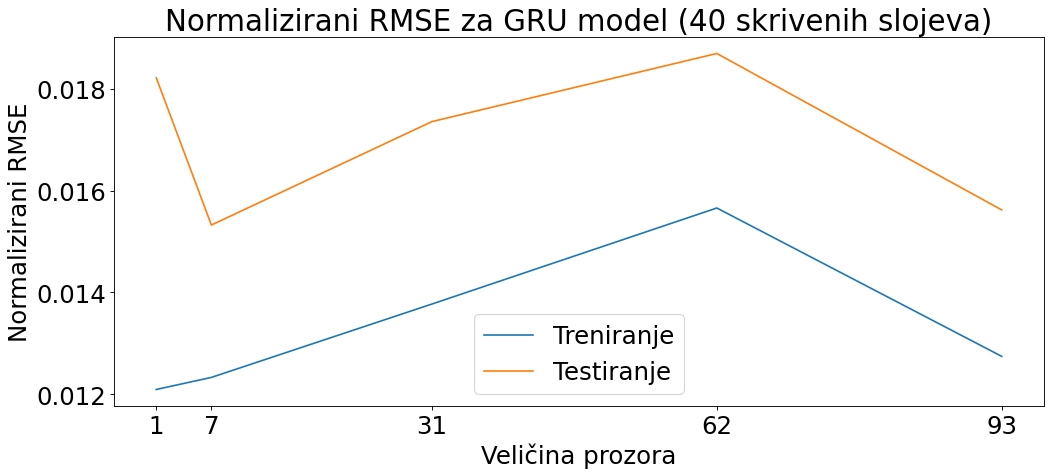 Normalizirani RMSE za GRU model (40 skrivenih slojeva)
Normalizirani RMSE
0.018
0.016
0.014
0.012
Treniranje
Testiranje
1 7 31 62 93
Veličina prozora